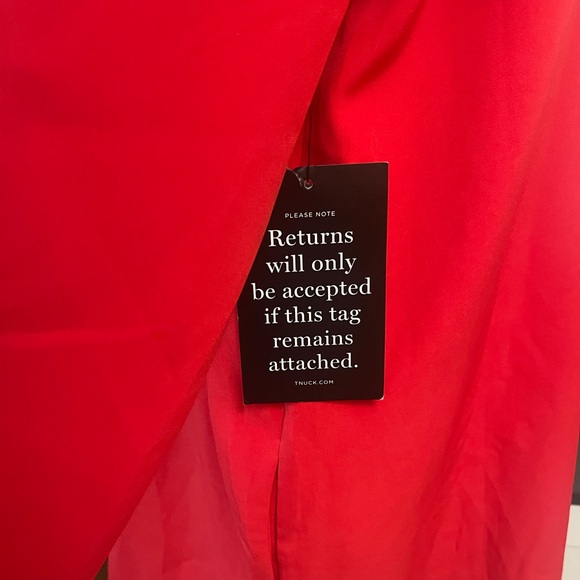 PLEASE NOTE
Returns
will only
be accepted
if this tag
remains
attached.
TNUCK.COM